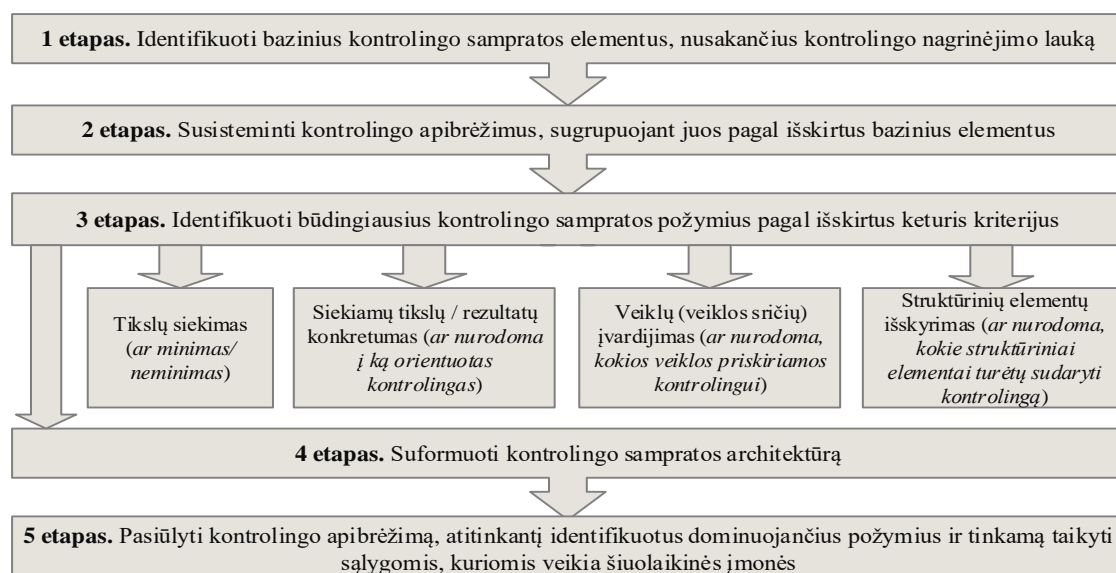 1 etapas. Identifikuoti bazinius kontrolingo sampratos elementus, nusakančius kontrolingo nagrinėjimo lauką
2 etapas. Susisteminti kontrolingo apibrėžimus, sugrupuojant juos pagal išskirtus bazinius elementus
3 etapas. Identifikuoti būdingiausius kontrolingo sampratos požymius pagal išskirtus keturis kriterijus
Tikslų siekimas
(ar minimas/
neminimas)
Siekiamų tikslų / rezultatų
konkretumas (ar nurodoma
į ką orientuotas
kontrolingas)
Veiklų (veiklos sričių)
įvardijimas (ar nurodoma,
kokios veiklos priskiriamos
kontrolingui)
Struktūrinių elementų
išskyrimas (ar nurodoma,
kokie struktūriniai
elementai turėtų sudaryti
kontrolingą)
4 etapas. Suformuoti kontrolingo sampratos architektūrą
5 etapas. Pasiūlyti kontrolingo apibrėžimą, atitinkantį identifikuotus dominuojančius požymius ir tinkamą taikyti
sąlygomis, kuriomis veikia šiuolaikinės įmonės